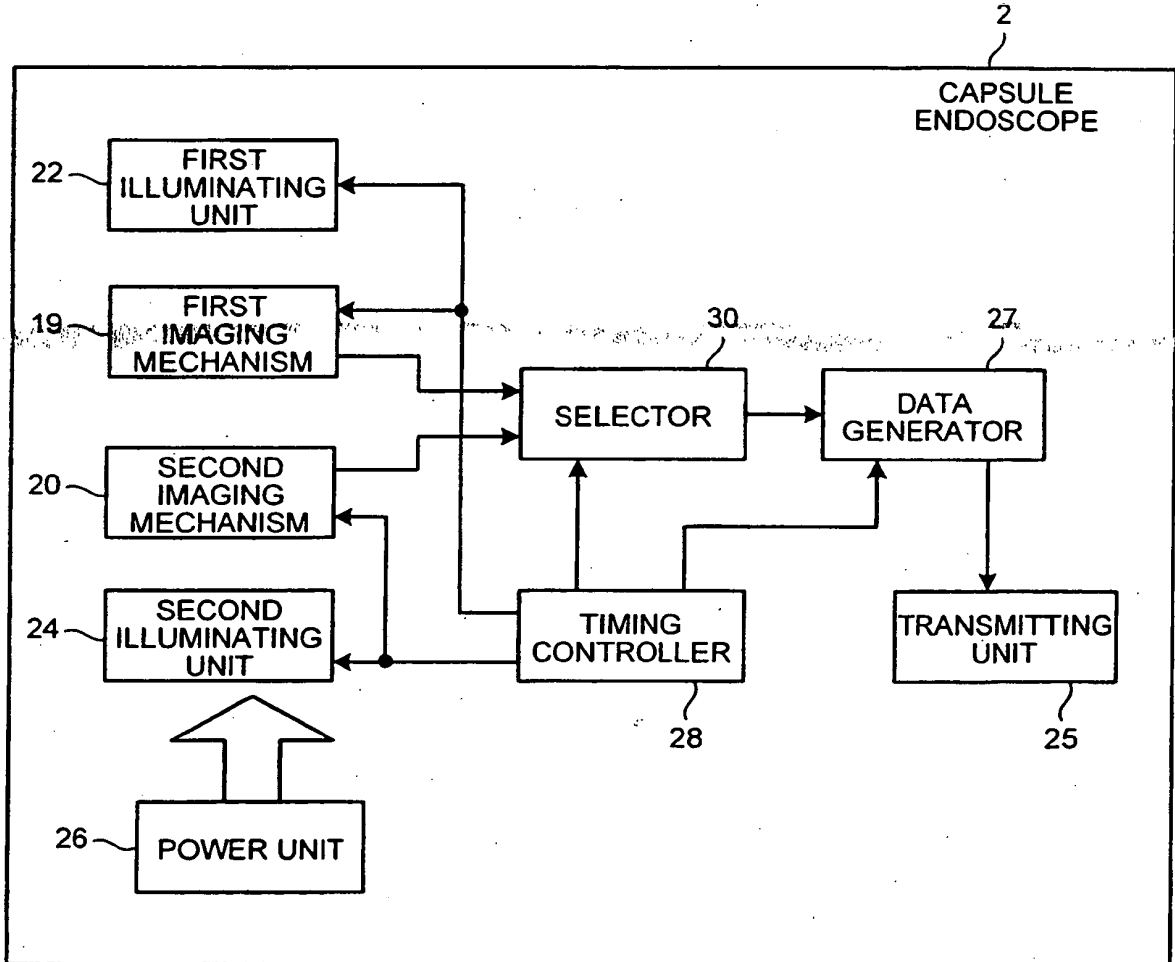 2
CAPSULE
ENDOSCOPE
22
FIRST
ILLUMINATING
UNIT
19
FIRST
IMAGING
MECHANISM
30
SELECTOR
27
DATA
GENERATOR
20
SECOND
IMAGING
MECHANISM
24
SECOND
ILLUMINATING
UNIT
TIMING
CONTROLLER
28
TRANSMITTING
UNIT
25
26
POWER UNIT